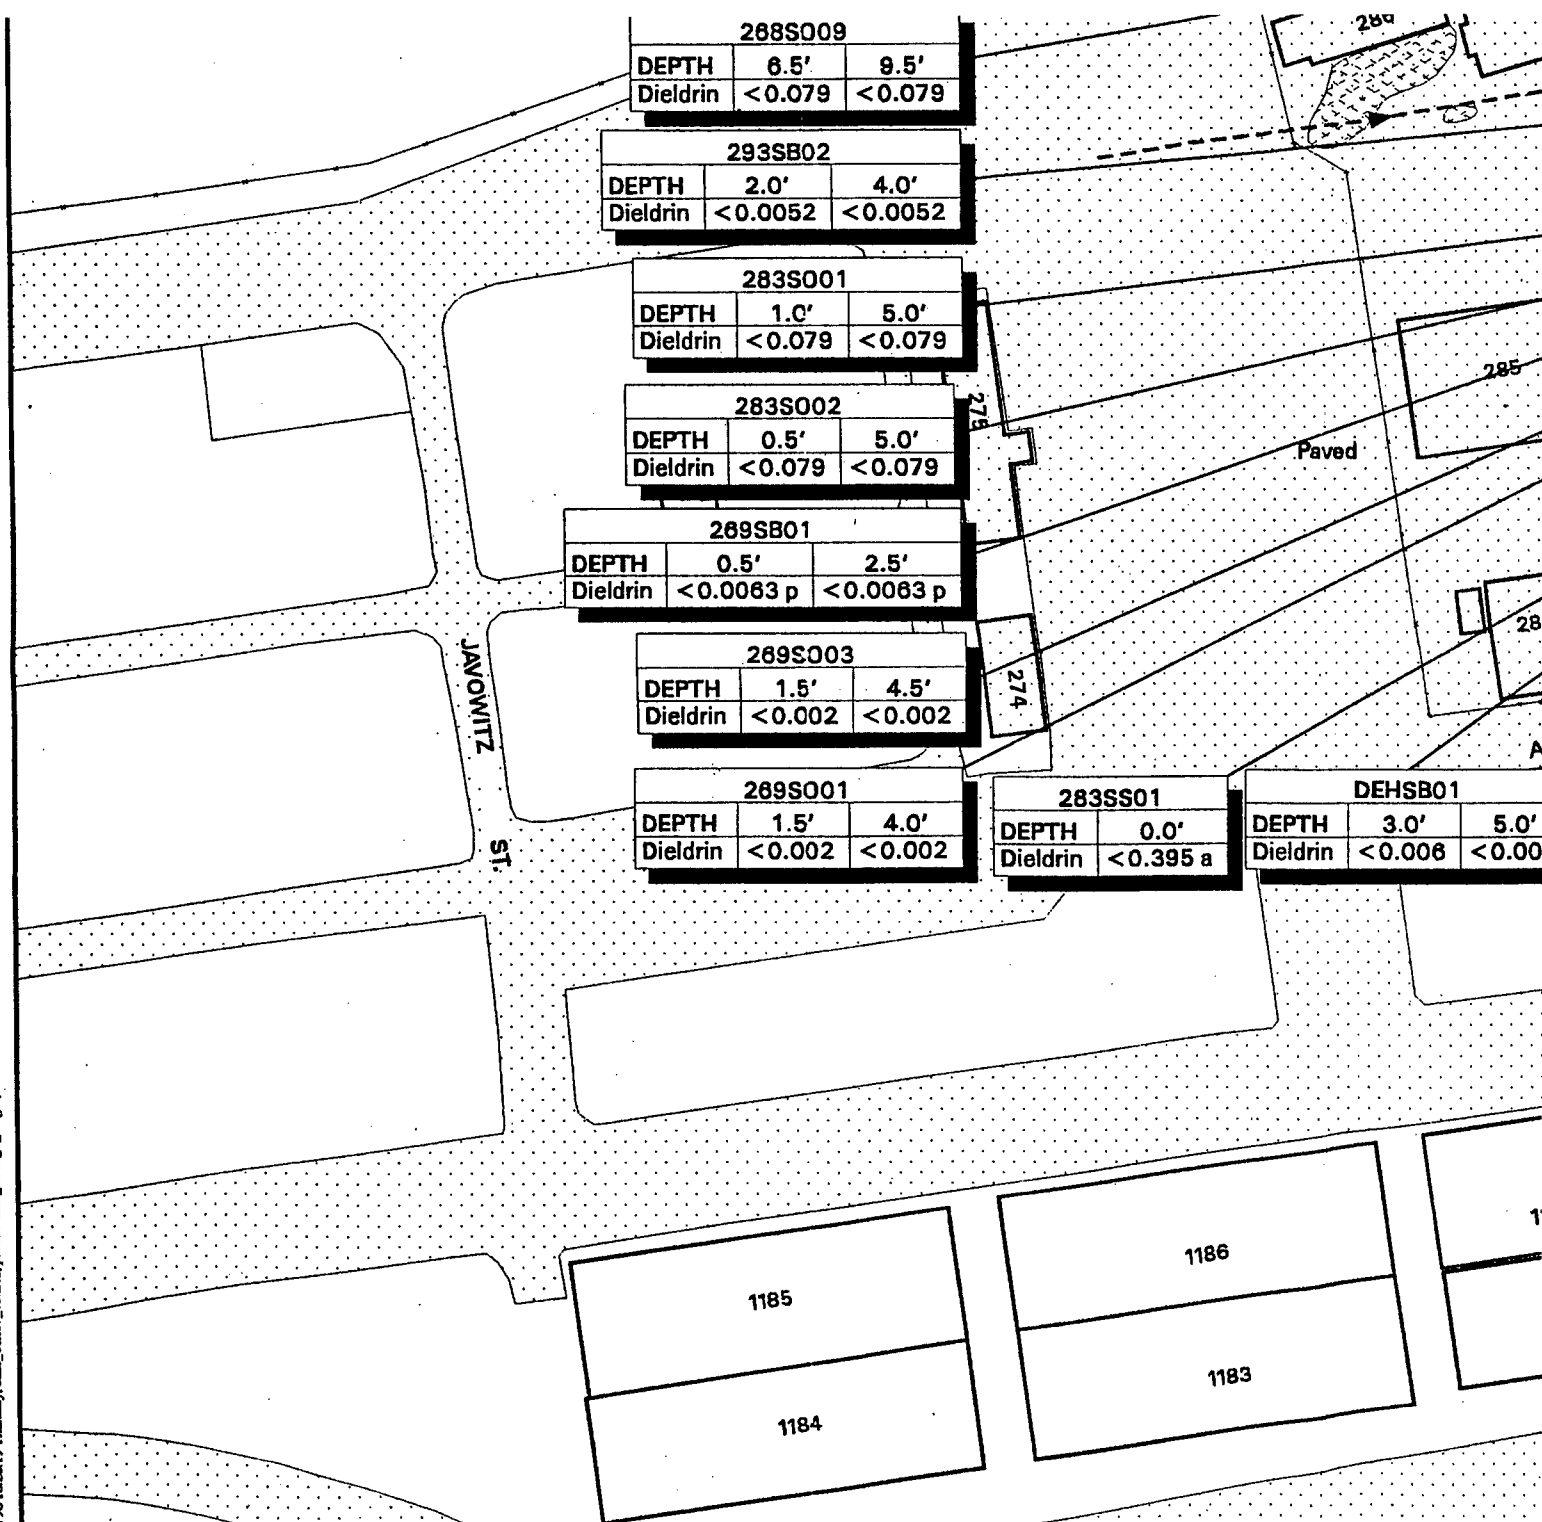 268SO09
DEPTH 6.5' 9.5'
Dieldrin <0.079 <0.079
293SB02
DEPTH 2.0' 4.0'
Dieldrin <0.0052 <0.0052
283SO01
DEPTH 1.0' 5.0'
Dieldrin <0.079 <0.079
283SO02
DEPTH 0.5' 5.0'
Dieldrin <0.079 <0.079
269SB01
DEPTH 0.5' 2.5'
Dieldrin <0.0063 p <0.0063 p
269SO03
DEPTH 1.5' 4.5'
Dieldrin <0.002 <0.002
269SO01
DEPTH 1.5' 4.0'
Dieldrin <0.002 <0.002
283SS01
DEPTH 0.0'
Dieldrin <0.395 a
DEHSB01
DEPTH 3.0' 5.0'
Dieldrin <0.006 <0.00
286
285
Paved
28
275
274
A
JAVOWITZ
ST.
1185
1186
1184
1183